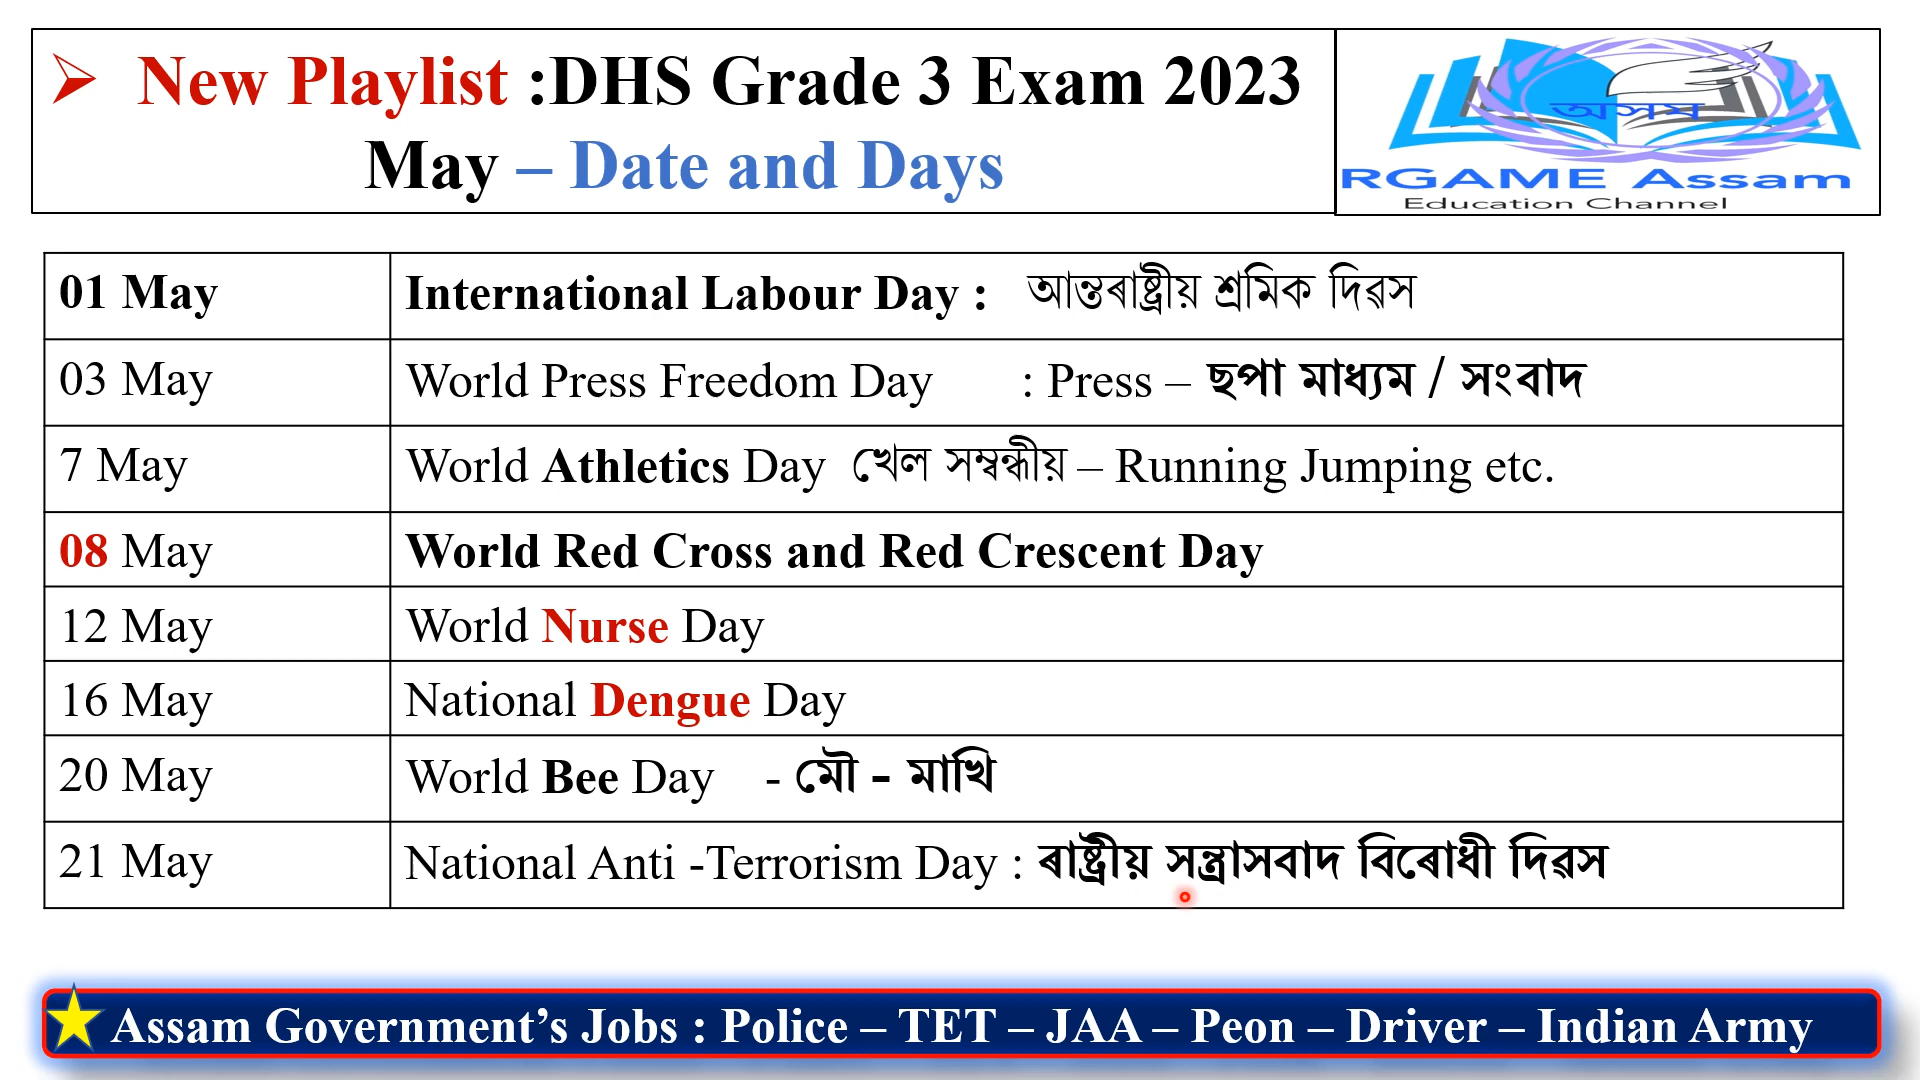 ➢ New Playlist :DHS Grade 3 Exam 2023
May – Date and Days
অসম
RGAME Assam
Education Channel
01 May International Labour Day : আন্তৰাষ্ট্ৰীয় শ্ৰমিক দিৱস
03 May World Press Freedom Day : Press – ছপা মাধ্যম / সংবাদ
7 May World Athletics Day খেল সম্বন্ধীয় – Running Jumping etc.
08 May World Red Cross and Red Crescent Day
12 May World Nurse Day
16 May National Dengue Day
20 May World Bee Day - মৌ - মাখি
21 May National Anti -Terrorism Day : ৰাষ্ট্ৰীয় সন্ত্ৰাসবাদ বিৰোধী দিৱস
Assam Government’s Jobs : Police – TET – JAA – Peon – Driver – Indian Army